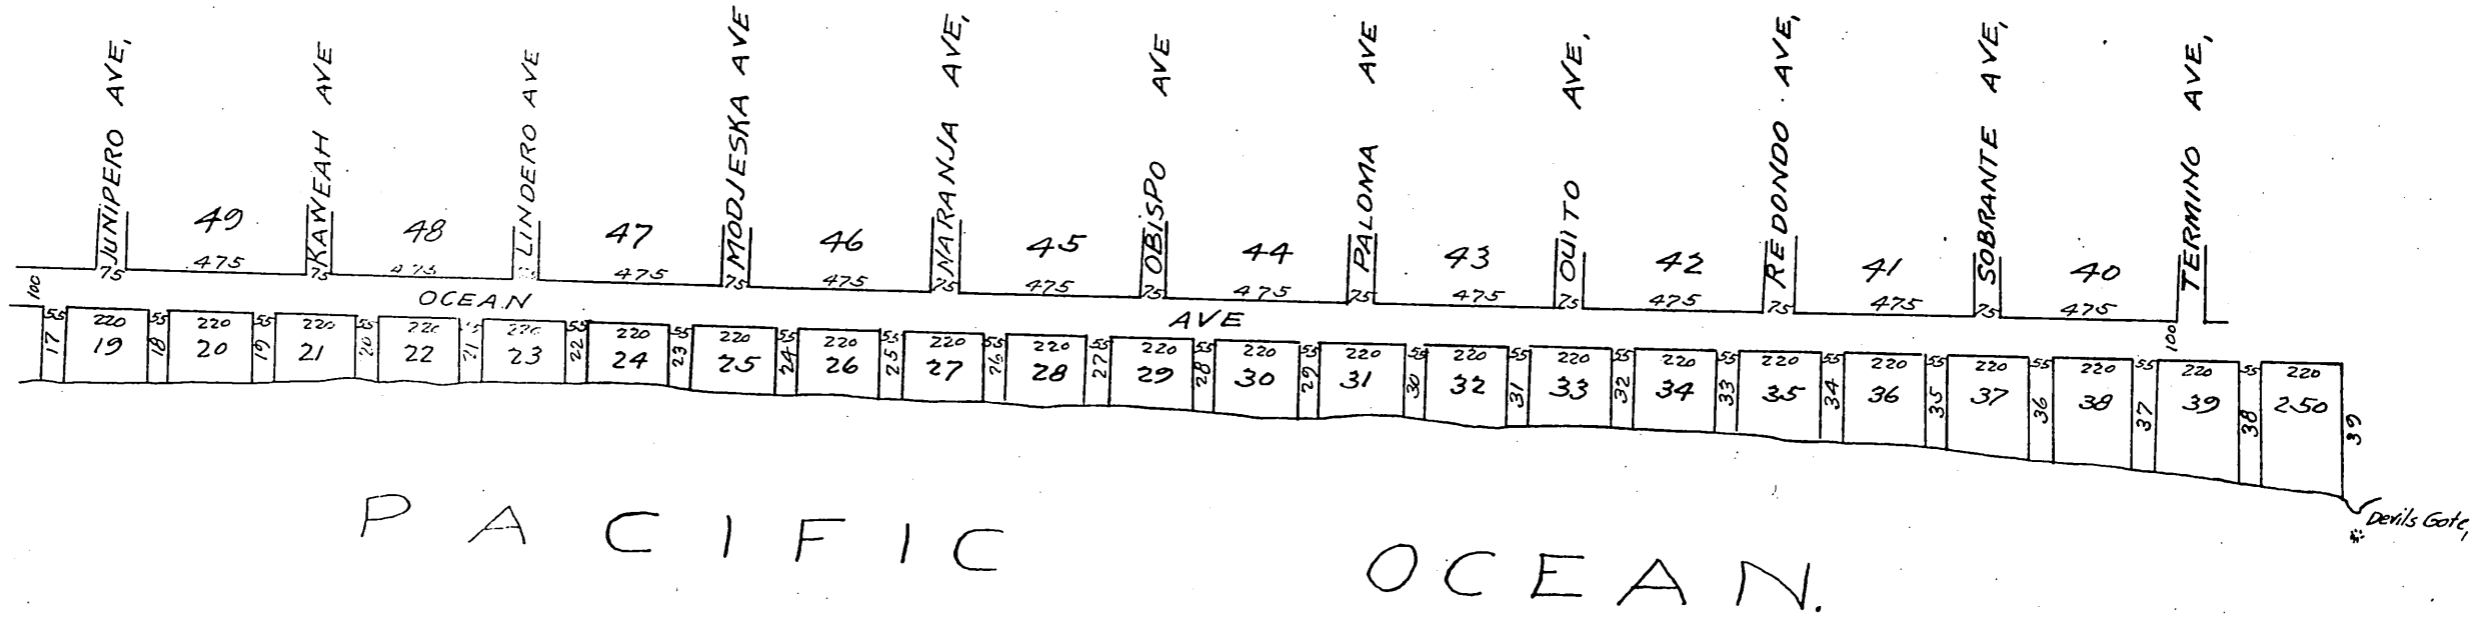 JUNIPERO AVE,
KAWEAH AVE
LINDERO AVE
MODJESKA AVE
NARANJA AVE,
OBISPO AVE
PALOMA AVE
QUITO AVE,
REDONDO AVE,
SOBRANTE AVE,
TERMINO AVE,
49 48 47 46 45 44 43 42 41 40
475 475 475 475 475 475 475 475 475 475
75 75 75 75 75 75 75 75 75
100
OCEAN AVE
100
55 220 55 220 55 220 55 220 55 220 55 220 55 220 55 220 55 220 55 220 55 220 55 220 55 220 55 220 55 220 55 220 55 220 55 220 55 220 55 220 55 220 55 220
17 19 18 20 19 21 20 22 21 23 22 24 23 25 24 26 25 27 26 28 27 29 28 30 29 31 30 32 31 33 32 34 33 35 34 36 35 37 36 38 37 39 38 250 39
PACIFIC OCEAN.
Devils Gate,